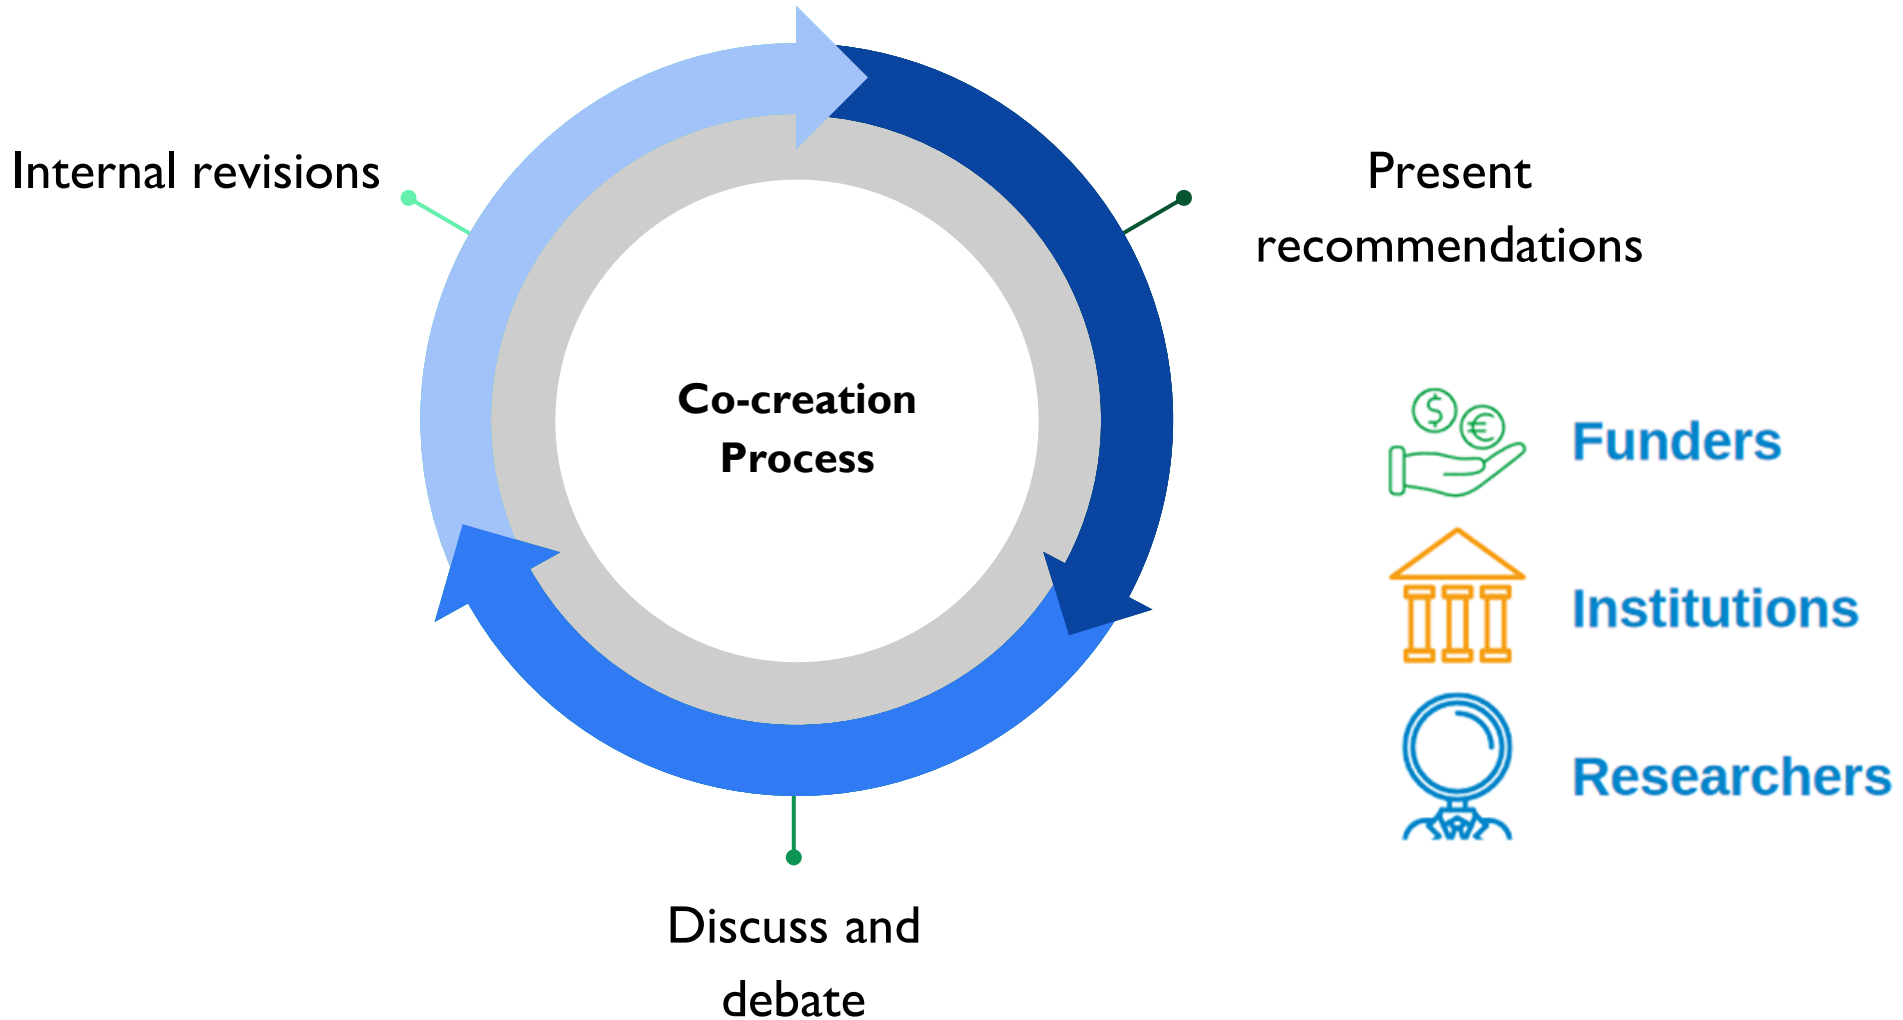 Internal revisions
Present
recommendations
Co-creation
Process
Funders
Institutions
Researchers
Discuss and
debate